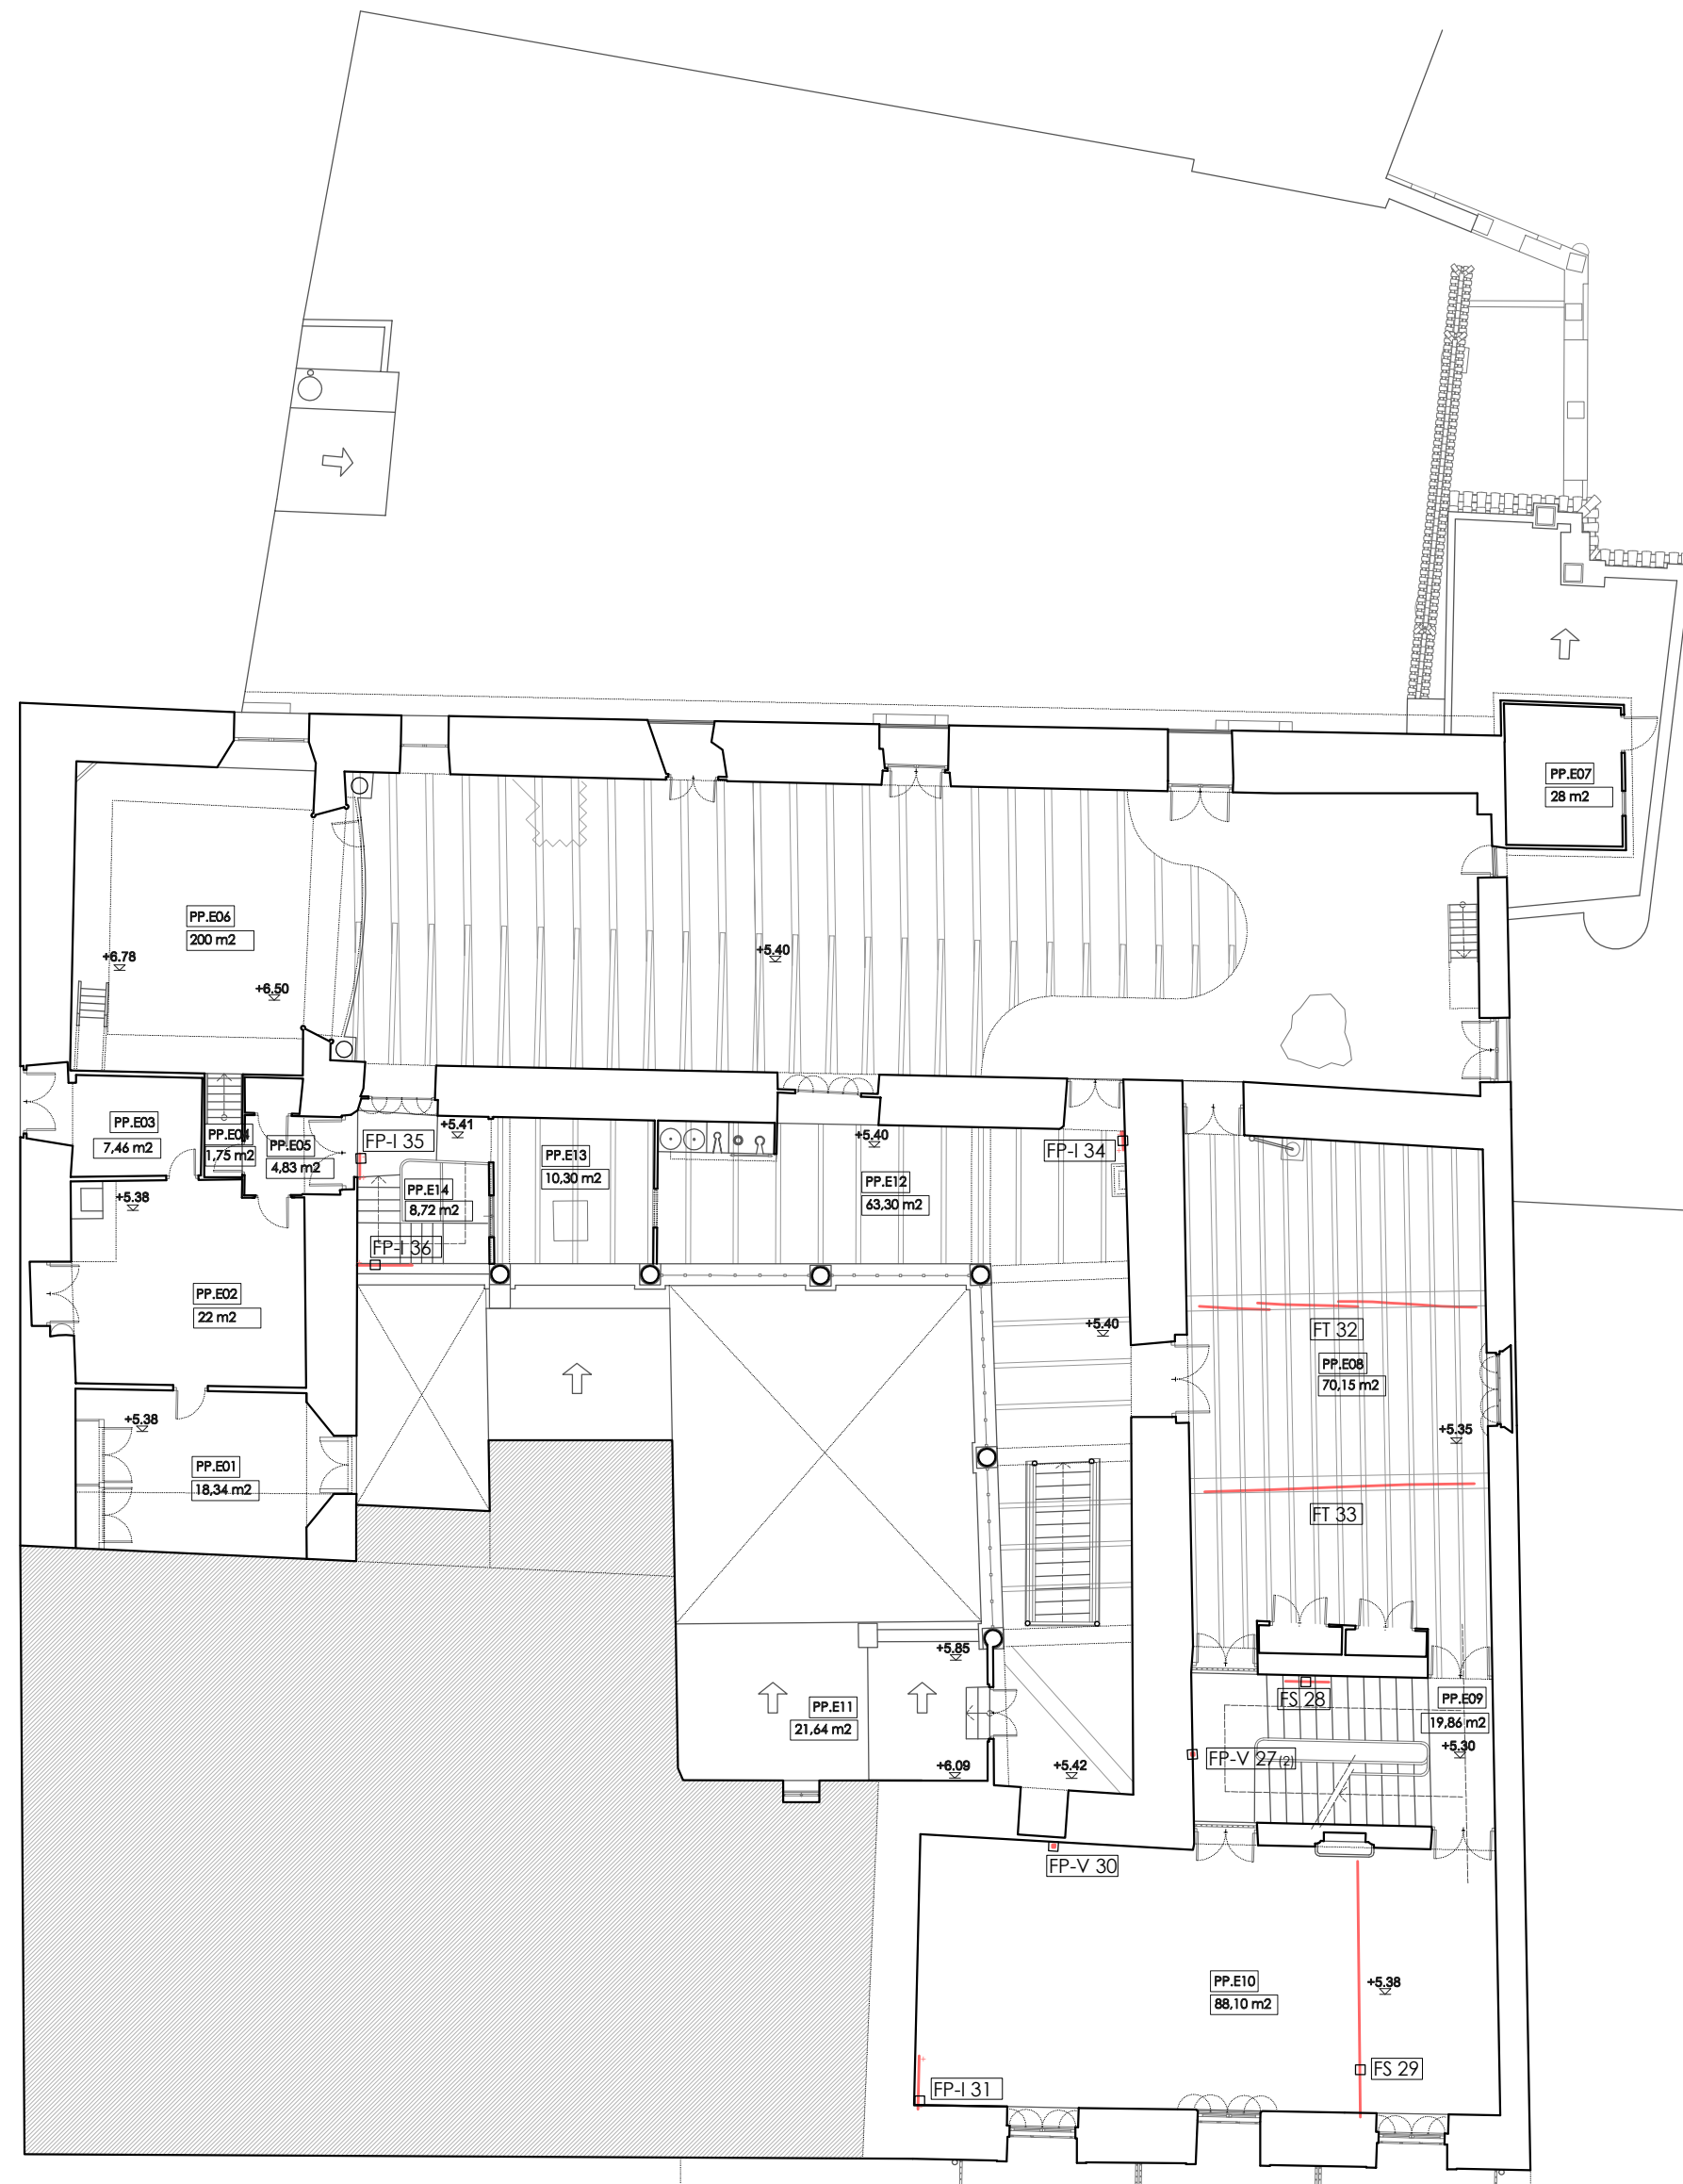 PP.E07
28 m2
PP.E06
200 m2
+6.78
+5.40
+6.50
PP.E03
7,46 m2
PP.E04
1,75 m2
PP.E05
4,83 m2
FP-I 35
+5.41
PP.E13
10,30 m2
+5.40
FP-I 34
PP.E12
63,30 m2
PP.E14
8,72 m2
+5.38
FP-I 36
PP.E02
22 m2
+5.40
FT 32
PP.E08
70,15 m2
+5.38
+5.35
PP.E01
18,34 m2
FT 33
+5.85
FS 28
PP.E09
19,86 m2
PP.E11
21,64 m2
+5.30
FP-V 27 (2)
+6.09
+5.42
FP-V 30
PP.E10
88,10 m2
+5.38
FS 29
FP-I 31